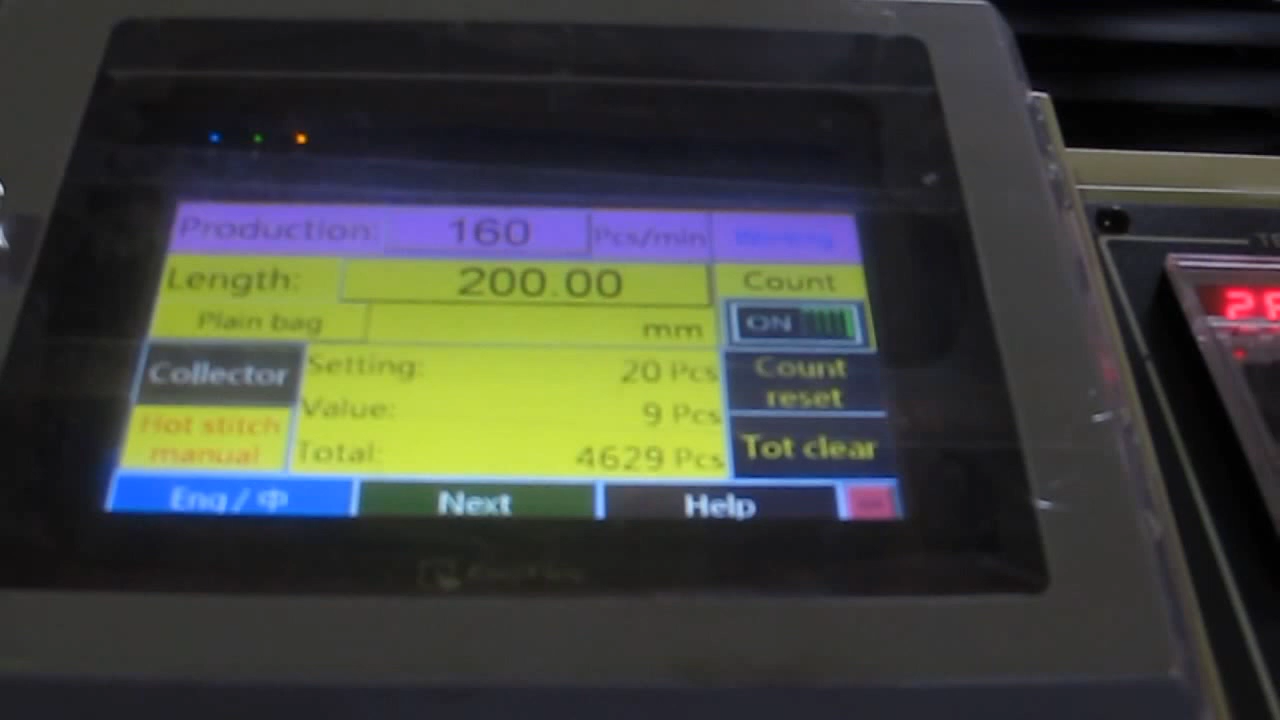 Production: 160 Pcs/min Working
Length: 200.00 Count
Plain bag mm ON
Collector Setting: 20 Pcs Count reset
Value: 9 Pcs
Hot stitch manual Total: 4629 Pcs Tot clear
Eng / 中 Next Help